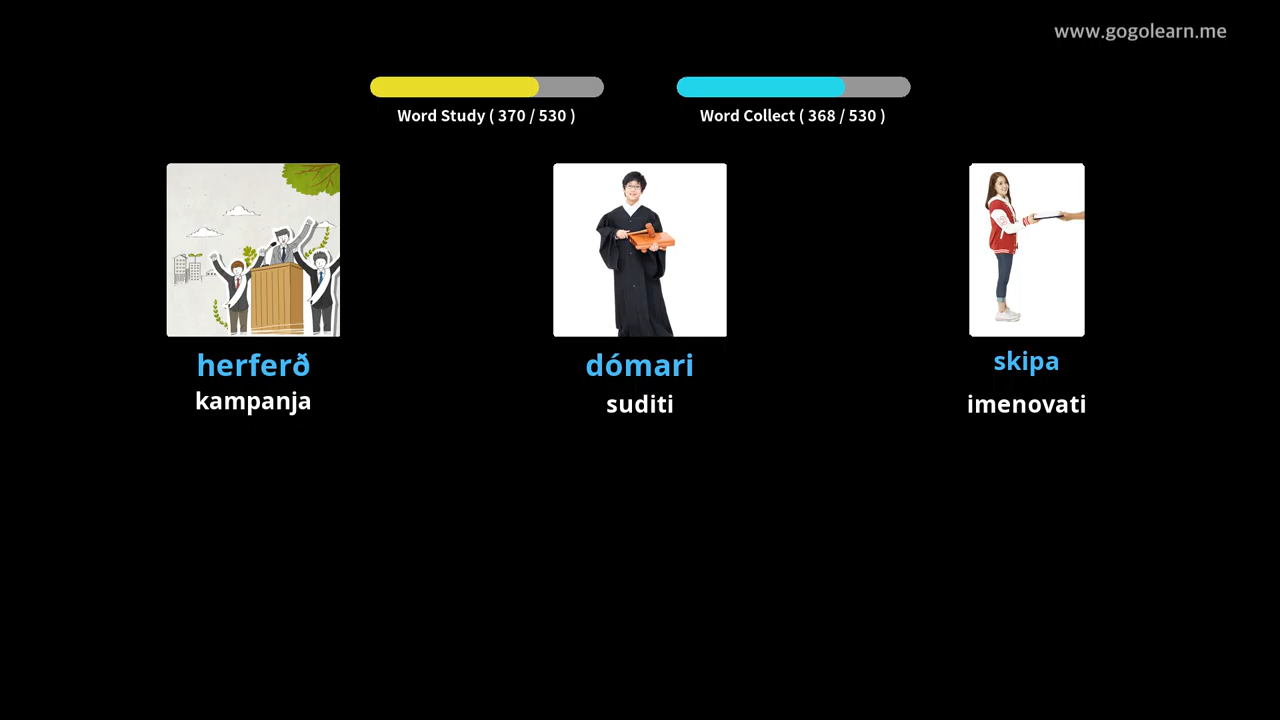 www.gogolearn.me
Word Study ( 370 / 530 )
Word Collect ( 368 / 530 )
herferð
kampanja
dómari
suditi
skipa
imenovati